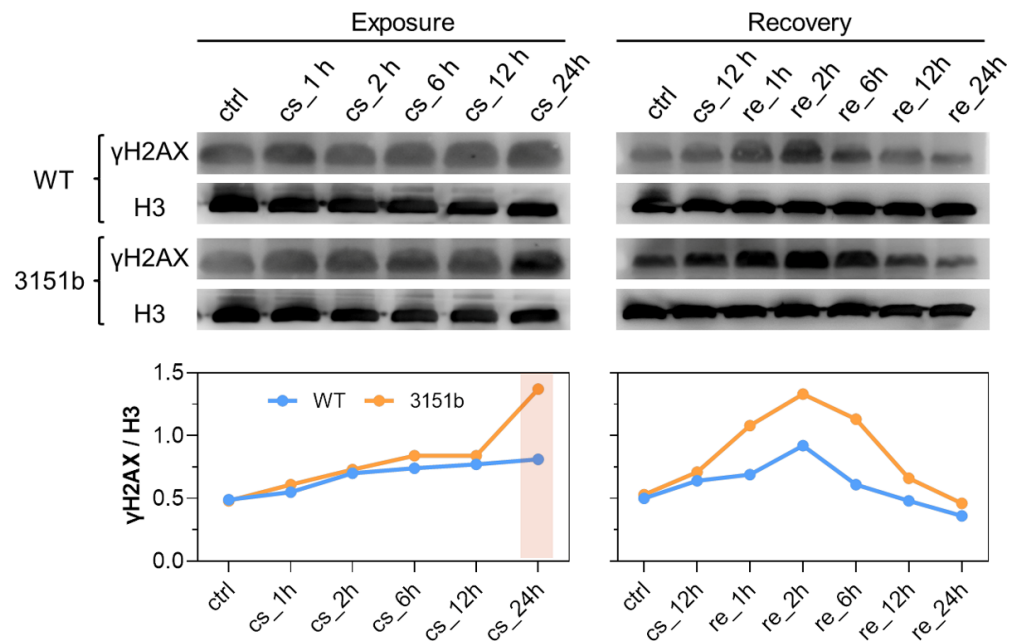 Exposure Recovery
ctrl cs_1 h cs_2 h cs_6 h cs_12 h cs_24h ctrl cs_12 h re_1h re_2h re_6h re_12h re_24h
WT γH2AX
H3
3151b γH2AX
H3
1.5
WT 3151b
1.0
γH2AX / H3
0.5
0.0
ctrl cs_1h cs_2h cs_6h cs_12h cs_24h ctrl cs_12h re_1h re_2h re_6h re_12h re_24h